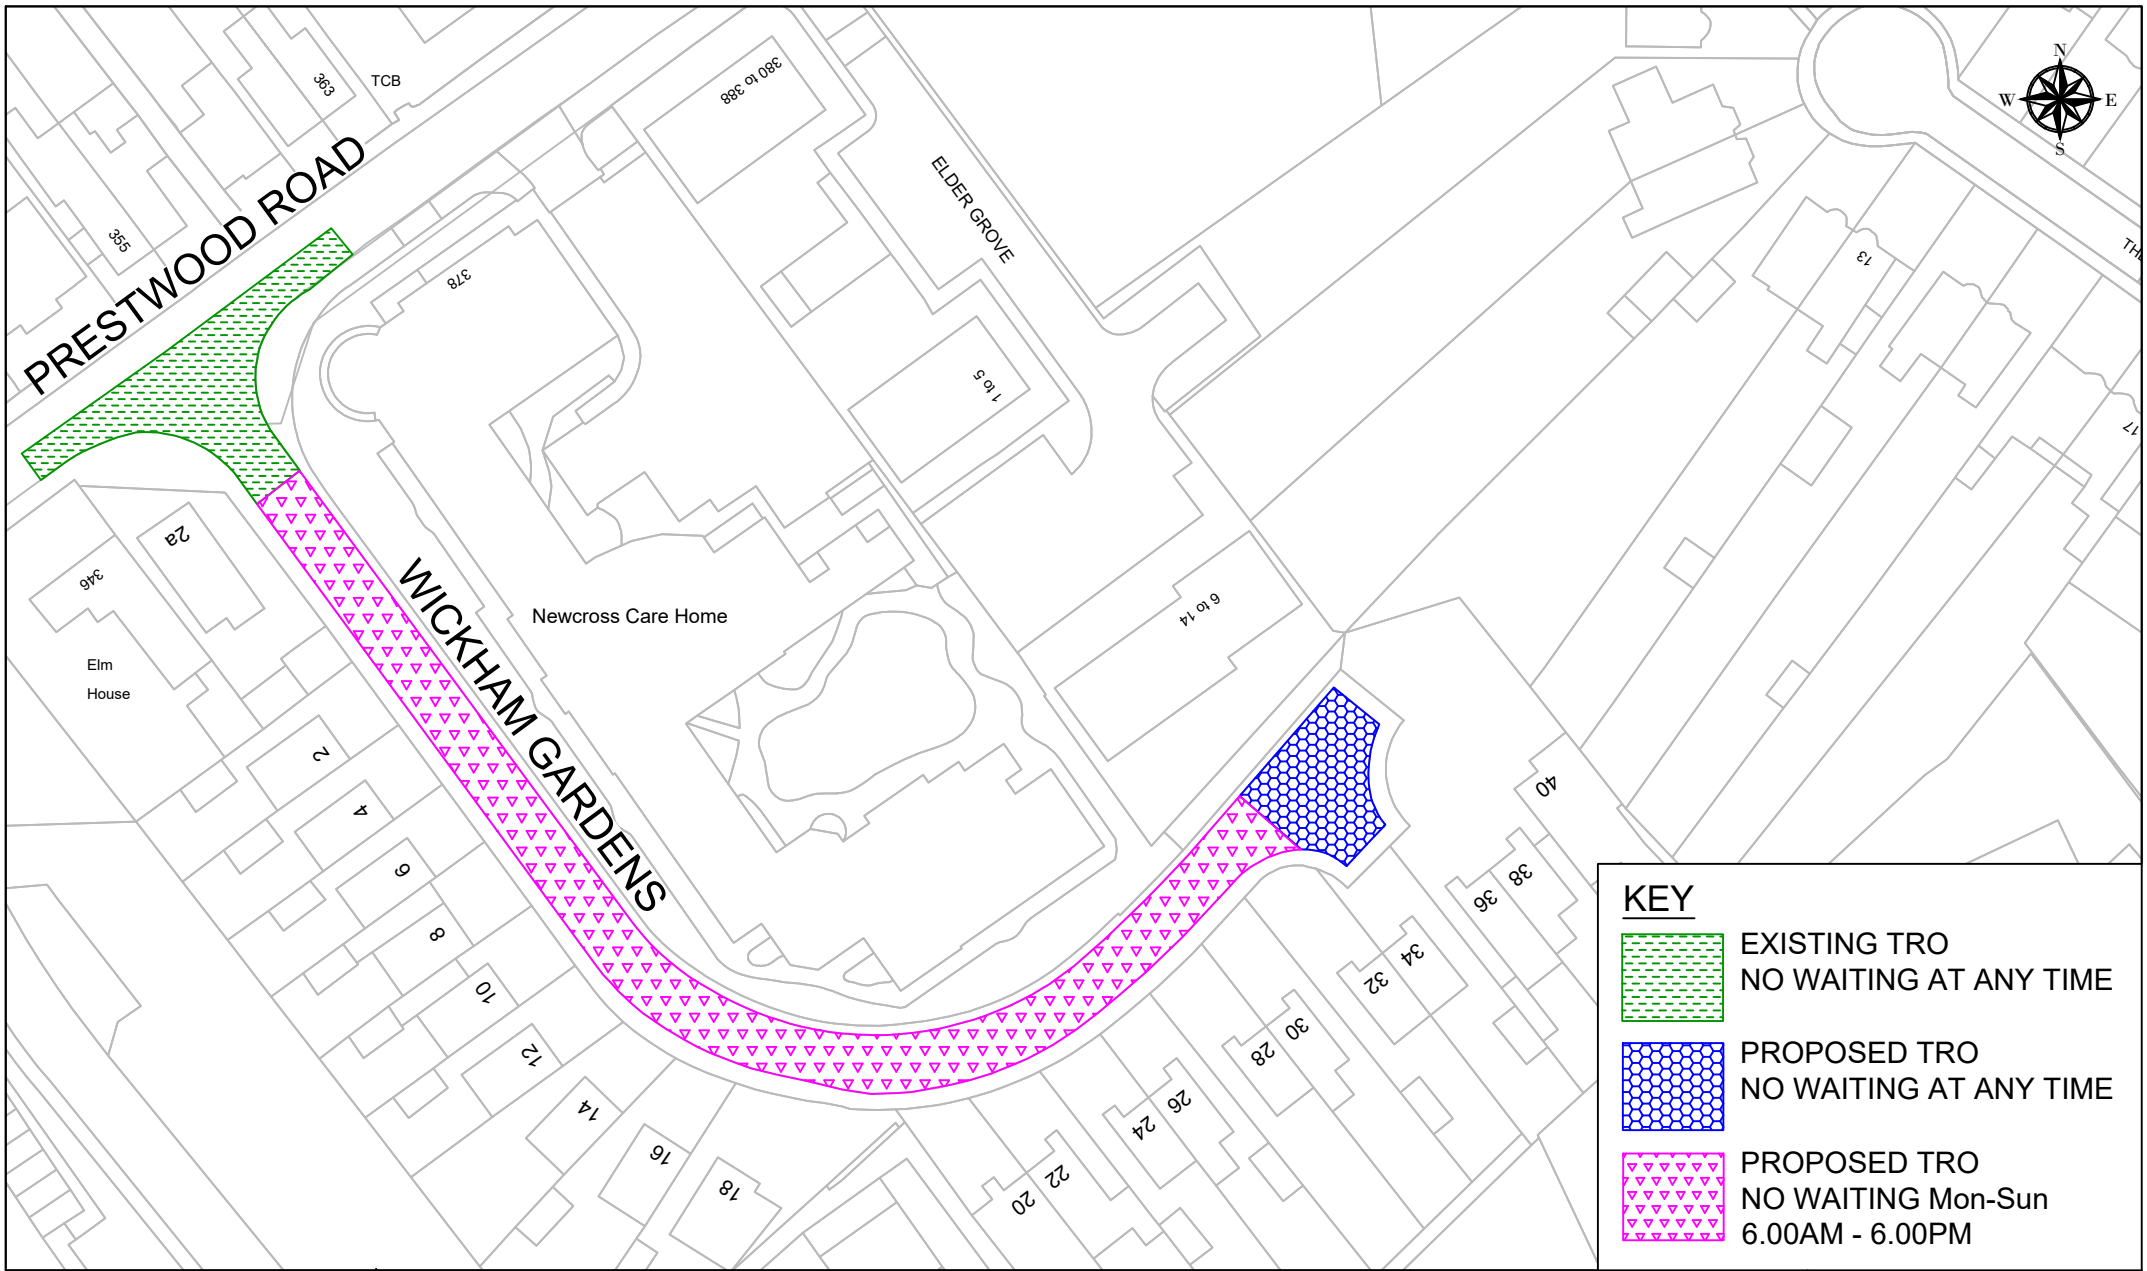 363
TCB
380 to 388
N
W
E
S
PRESTWOOD ROAD
355
ELDER GROVE
378
13
1 to 5
17
2a
346
WICKHAM GARDENS
Newcross Care Home
6 to 14
Elm
House
2
4
6
8
10
12
14
16
18
20
22
24
26
28
30
32
34
36
38
40
KEY
EXISTING TRO
NO WAITING AT ANY TIME
PROPOSED TRO
NO WAITING AT ANY TIME
PROPOSED TRO
NO WAITING Mon-Sun
6.00AM - 6.00PM